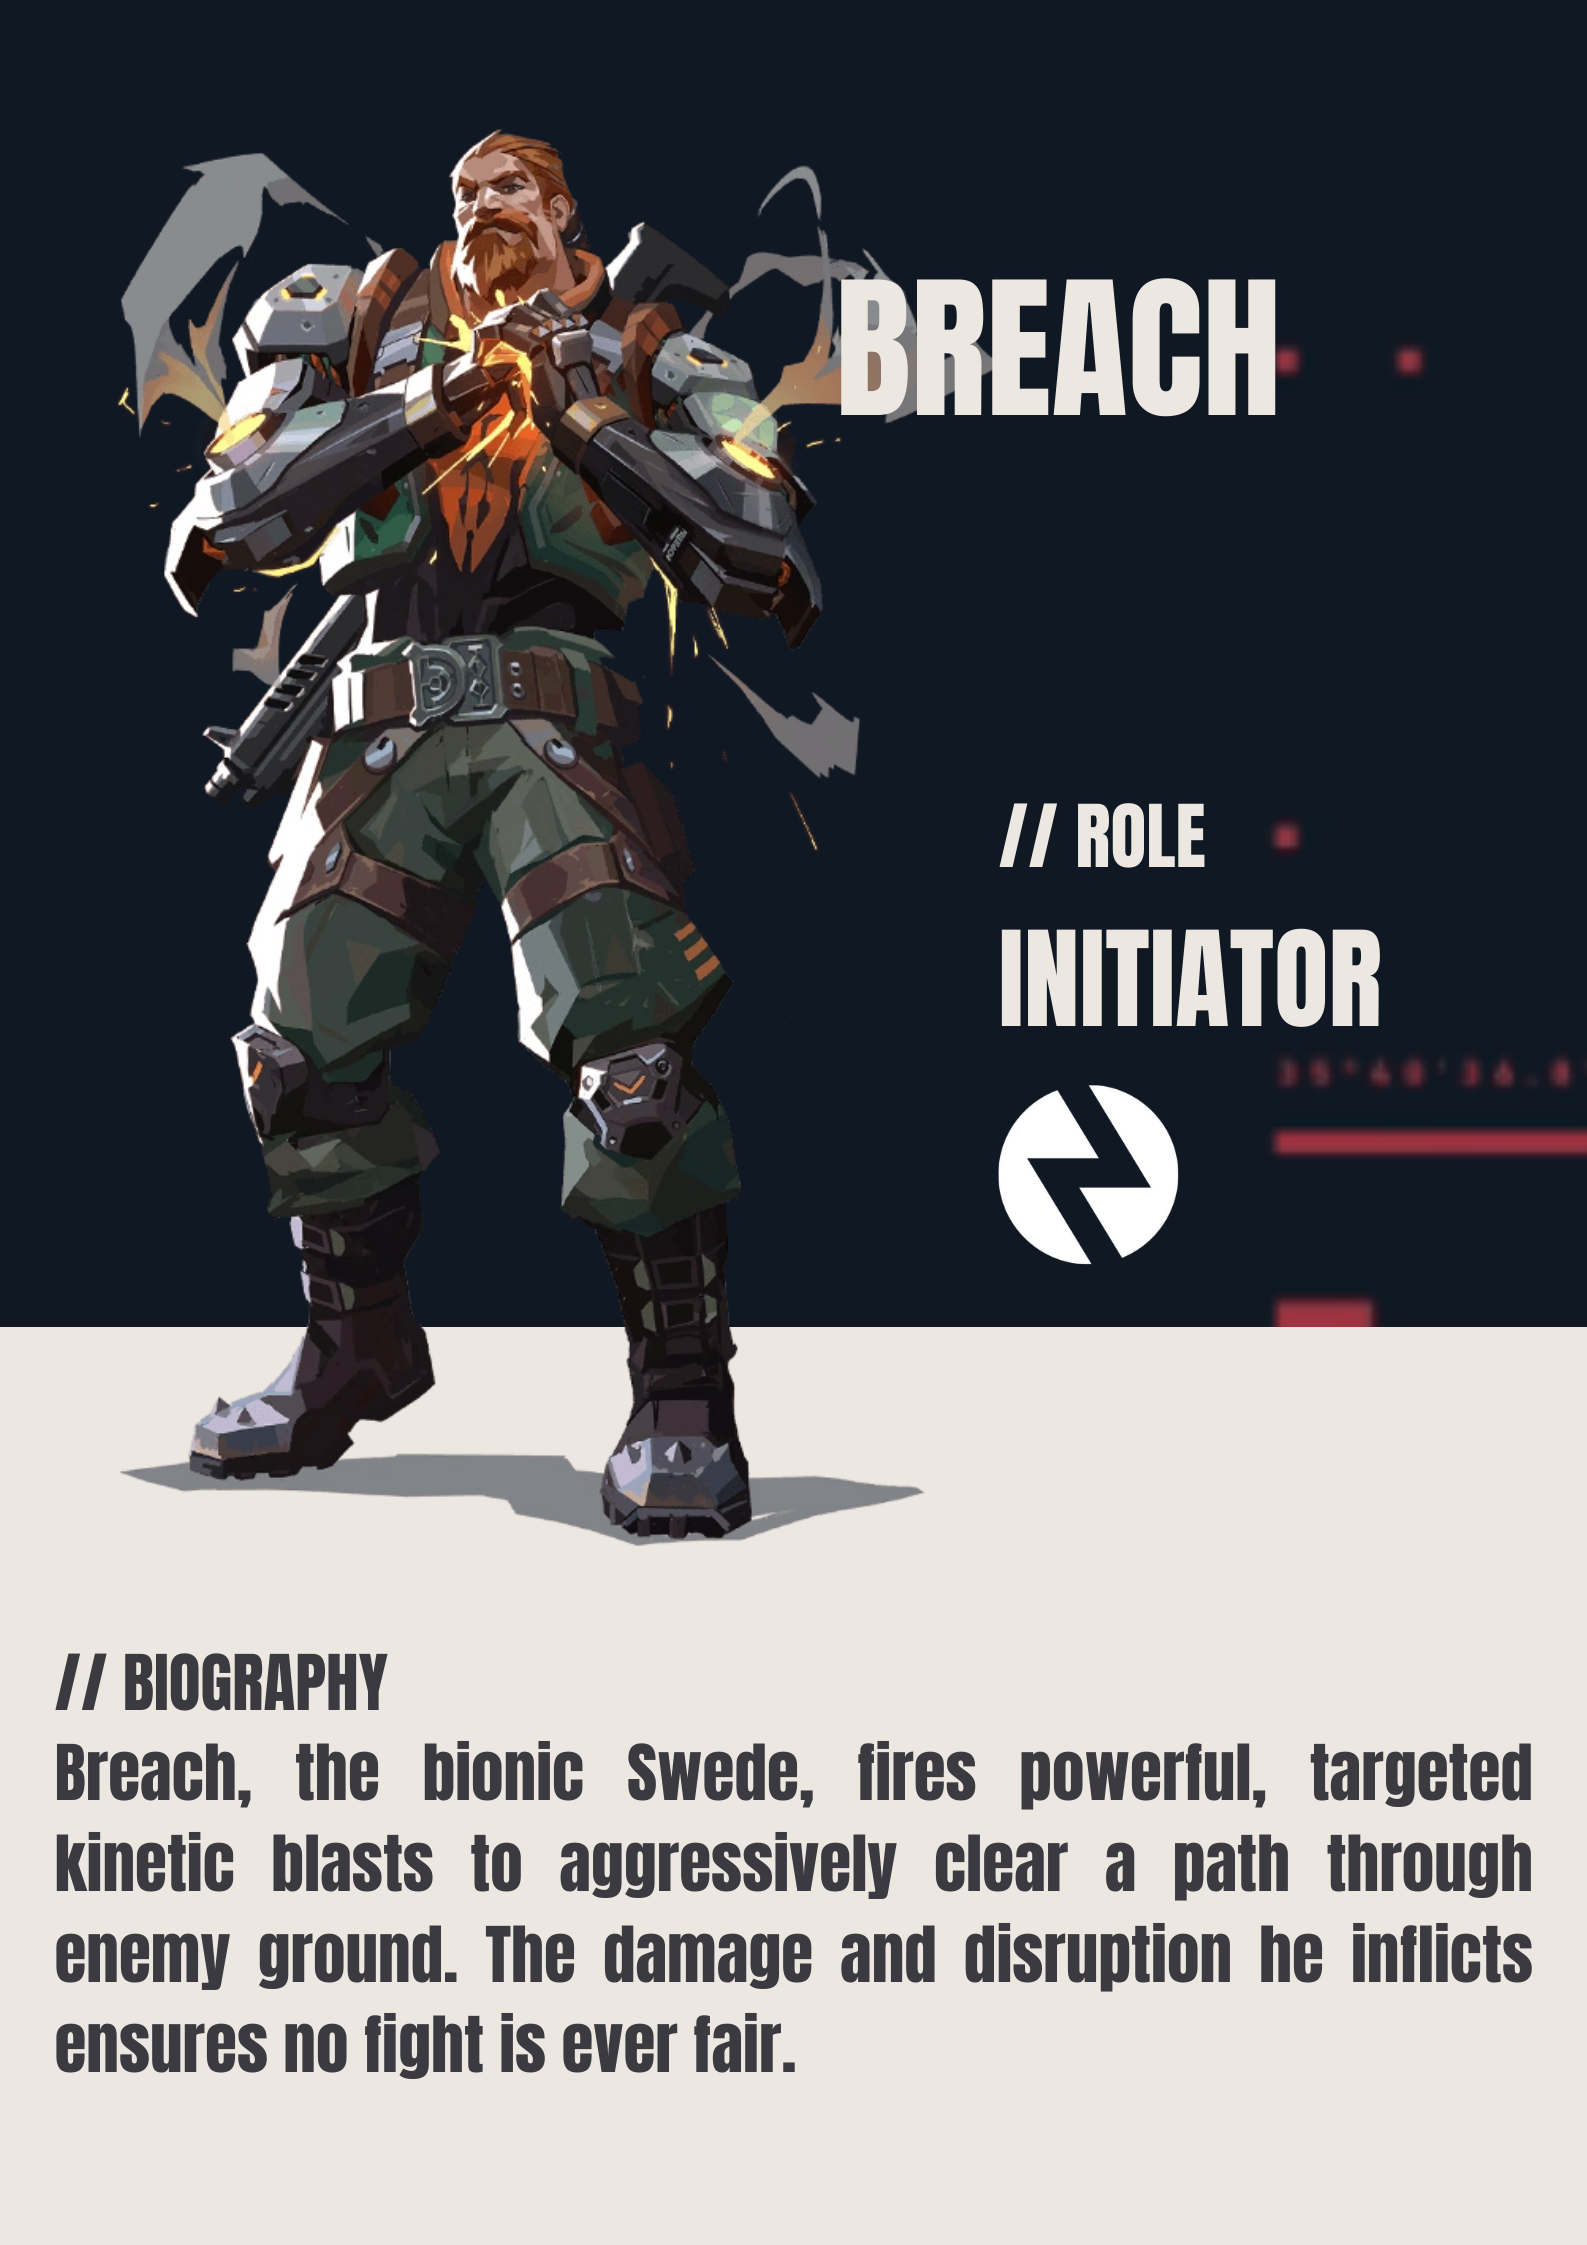 BREACH
// ROLE
INITIATOR
// BIOGRAPHY
Breach, the bionic Swede, fires powerful, targeted
kinetic blasts to aggressively clear a path through
enemy ground. The damage and disruption he inflicts
ensures no fight is ever fair.